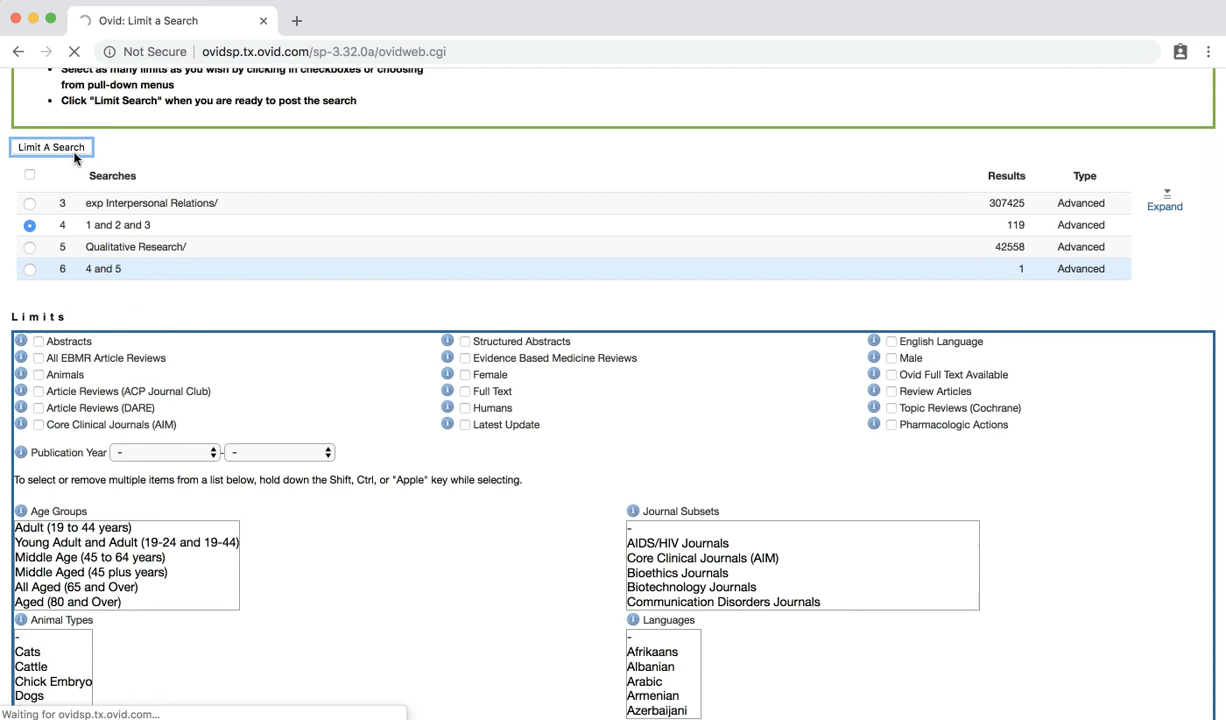 Ovid: Limit a Search
Not Secure ovidsp.tx.ovid.com/sp-3.32.0a/ovidweb.cgi
• Select as many limits as you wish by clicking in checkboxes or choosing
from pull-down menus
• Click "Limit Search" when you are ready to post the search
Limit A Search
Searches Results Type
3 exp Interpersonal Relations/ 307425 Advanced
Expand
4 1 and 2 and 3 119 Advanced
5 Qualitative Research/ 42558 Advanced
6 4 and 5 1 Advanced
Limits
Abstracts Structured Abstracts English Language
All EBMR Article Reviews Evidence Based Medicine Reviews Male
Animals Female Ovid Full Text Available
Article Reviews (ACP Journal Club) Full Text Review Articles
Article Reviews (DARE) Humans Topic Reviews (Cochrane)
Core Clinical Journals (AIM) Latest Update Pharmacologic Actions
Publication Year - - -
To select or remove multiple items from a list below, hold down the Shift, Ctrl, or "Apple" key while selecting.
Age Groups
Adult (19 to 44 years)
Young Adult and Adult (19-24 and 19-44)
Middle Age (45 to 64 years)
Middle Aged (45 plus years)
All Aged (65 and Over)
Aged (80 and Over)
Journal Subsets
-
AIDS/HIV Journals
Core Clinical Journals (AIM)
Bioethics Journals
Biotechnology Journals
Communication Disorders Journals
Animal Types
-
Cats
Cattle
Chick Embryo
Dogs
Languages
-
Afrikaans
Albanian
Arabic
Armenian
Azerbaijani
Waiting for ovidsp.tx.ovid.com...